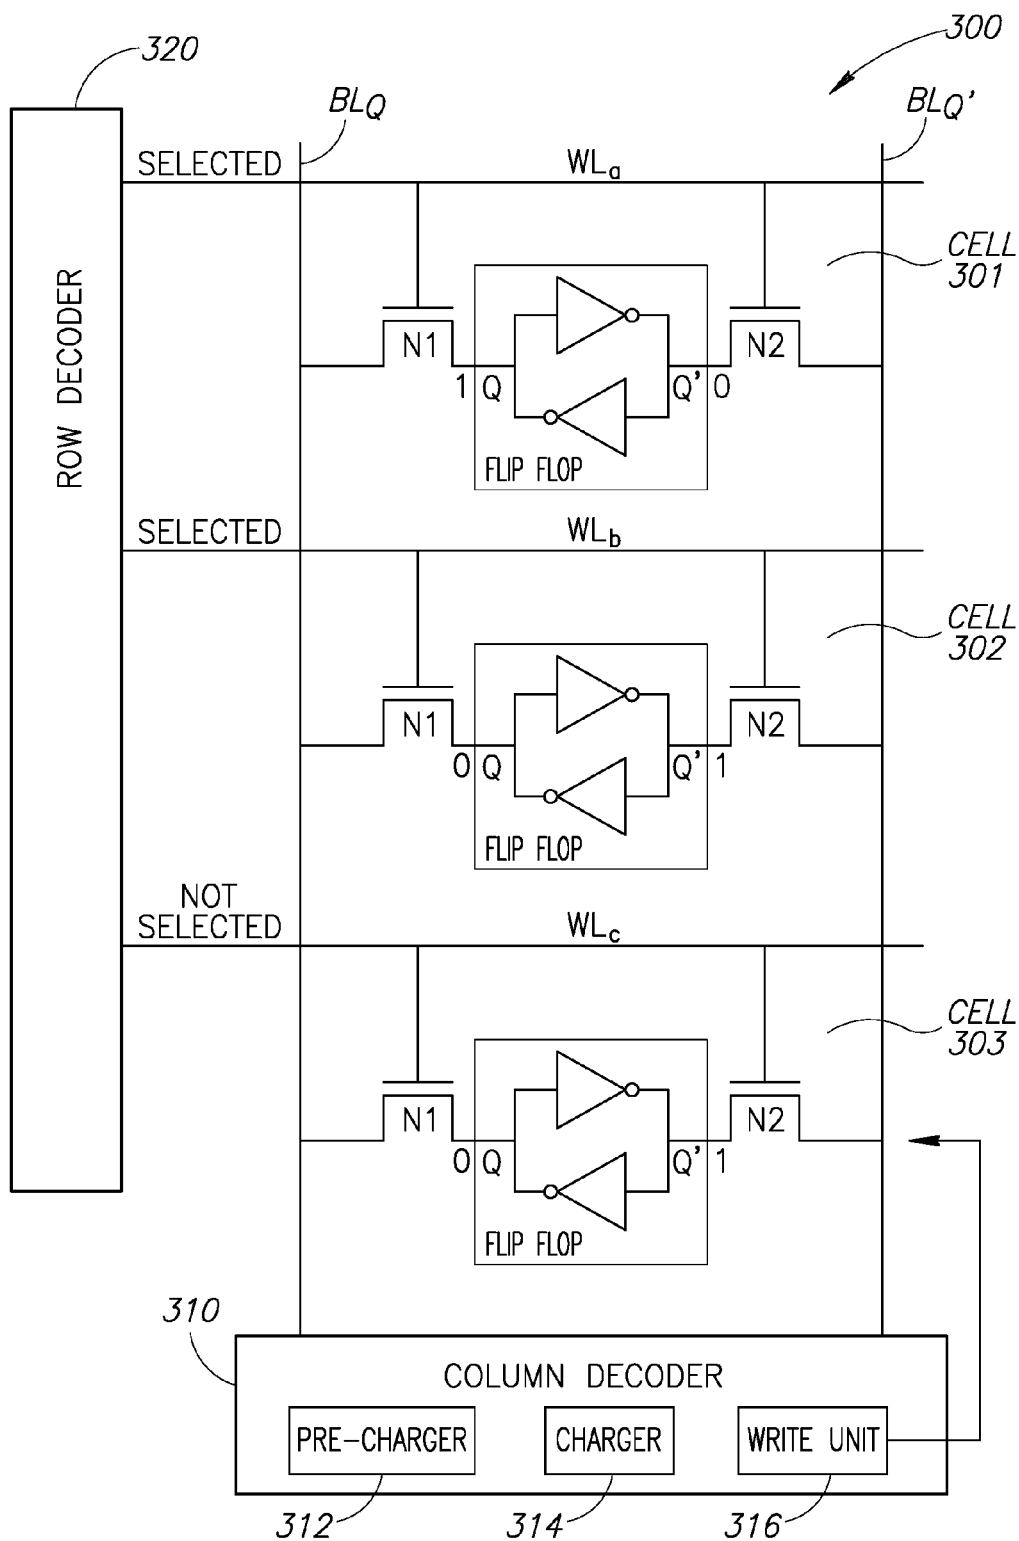 300
320
BLQ
BLQ'
SELECTED
WLa
CELL
301
ROW DECODER
N1
N2
1 Q
Q' 0
FLIP FLOP
SELECTED
WLb
CELL
302
N1
N2
0 Q
Q' 1
FLIP FLOP
NOT
SELECTED
WLc
CELL
303
N1
N2
0 Q
Q' 1
FLIP FLOP
310
COLUMN DECODER
PRE-CHARGER
CHARGER
WRITE UNIT
312
314
316